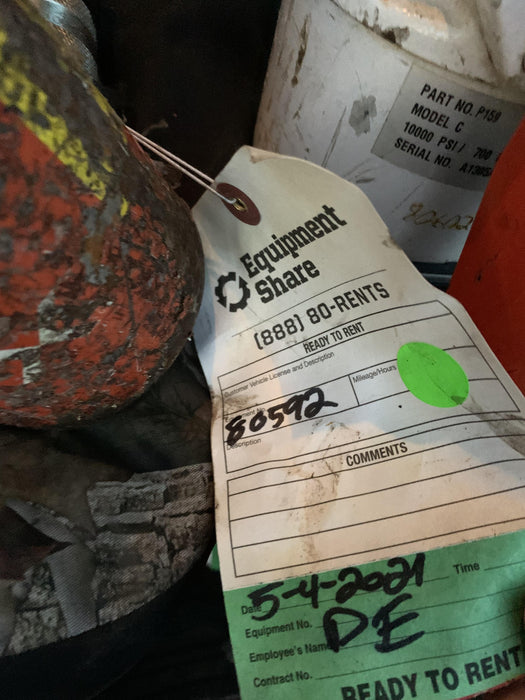 PART NO. P159
MODEL C
10000 PSI / 700
SERIAL NO.
Equipment
Share
(888) 80-RENTS
READY TO RENT
Customer Vehicle License and Description
Mileage/Hours
80592
Description
COMMENTS
Date 5-4-2021 Time
Equipment No.
Employee's Name DE
Contract No.
READY TO RENT